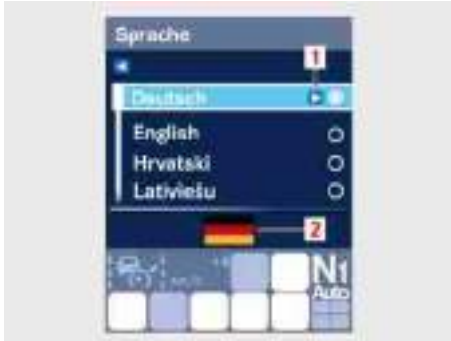 Sprache
1
Deutsch
English
Hrvatski
Latviešu
2
N1
Auto